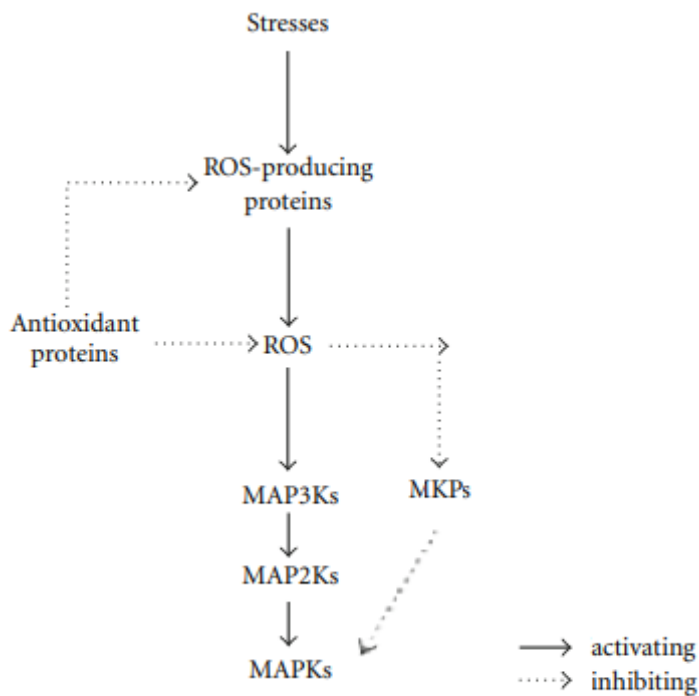 Stresses
ROS-producing
proteins
Antioxidant
proteins
ROS
MAP3Ks
MKPs
MAP2Ks
MAPKs
activating
inhibiting